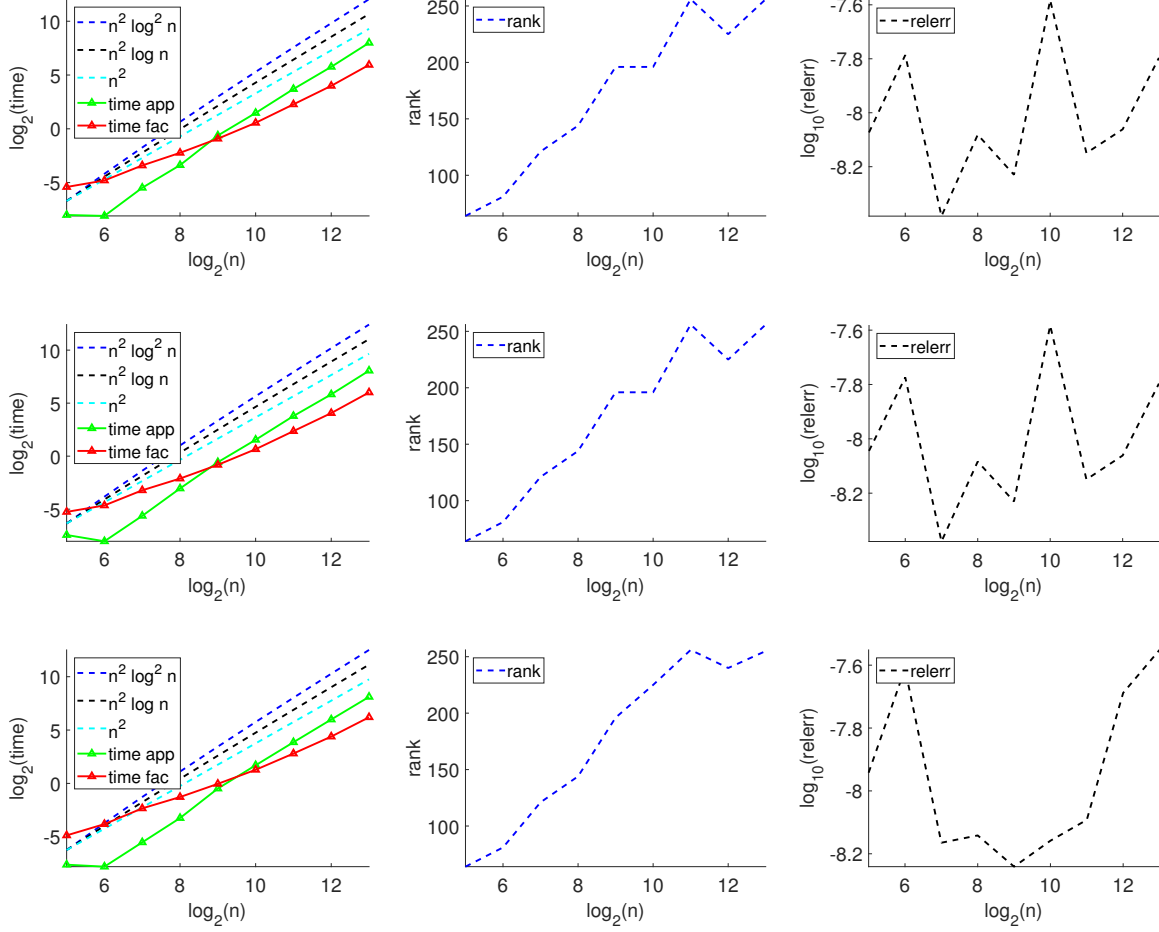 n² log² n
n² log n
n²
time app
time fac
10
5
0
-5
log₂(time)
6 8 10 12
log₂(n)
rank
250
200
150
100
rank
6 8 10 12
log₂(n)
relerr
-7.6
-7.8
-8
-8.2
log₁₀(relerr)
6 8 10 12
log₂(n)
n² log² n
n² log n
n²
time app
time fac
10
5
0
-5
log₂(time)
6 8 10 12
log₂(n)
rank
250
200
150
100
rank
6 8 10 12
log₂(n)
relerr
-7.6
-7.8
-8
-8.2
log₁₀(relerr)
6 8 10 12
log₂(n)
n² log² n
n² log n
n²
time app
time fac
10
5
0
-5
log₂(time)
6 8 10 12
log₂(n)
rank
250
200
150
100
rank
6 8 10 12
log₂(n)
relerr
-7.6
-7.8
-8
-8.2
log₁₀(relerr)
6 8 10 12
log₂(n)